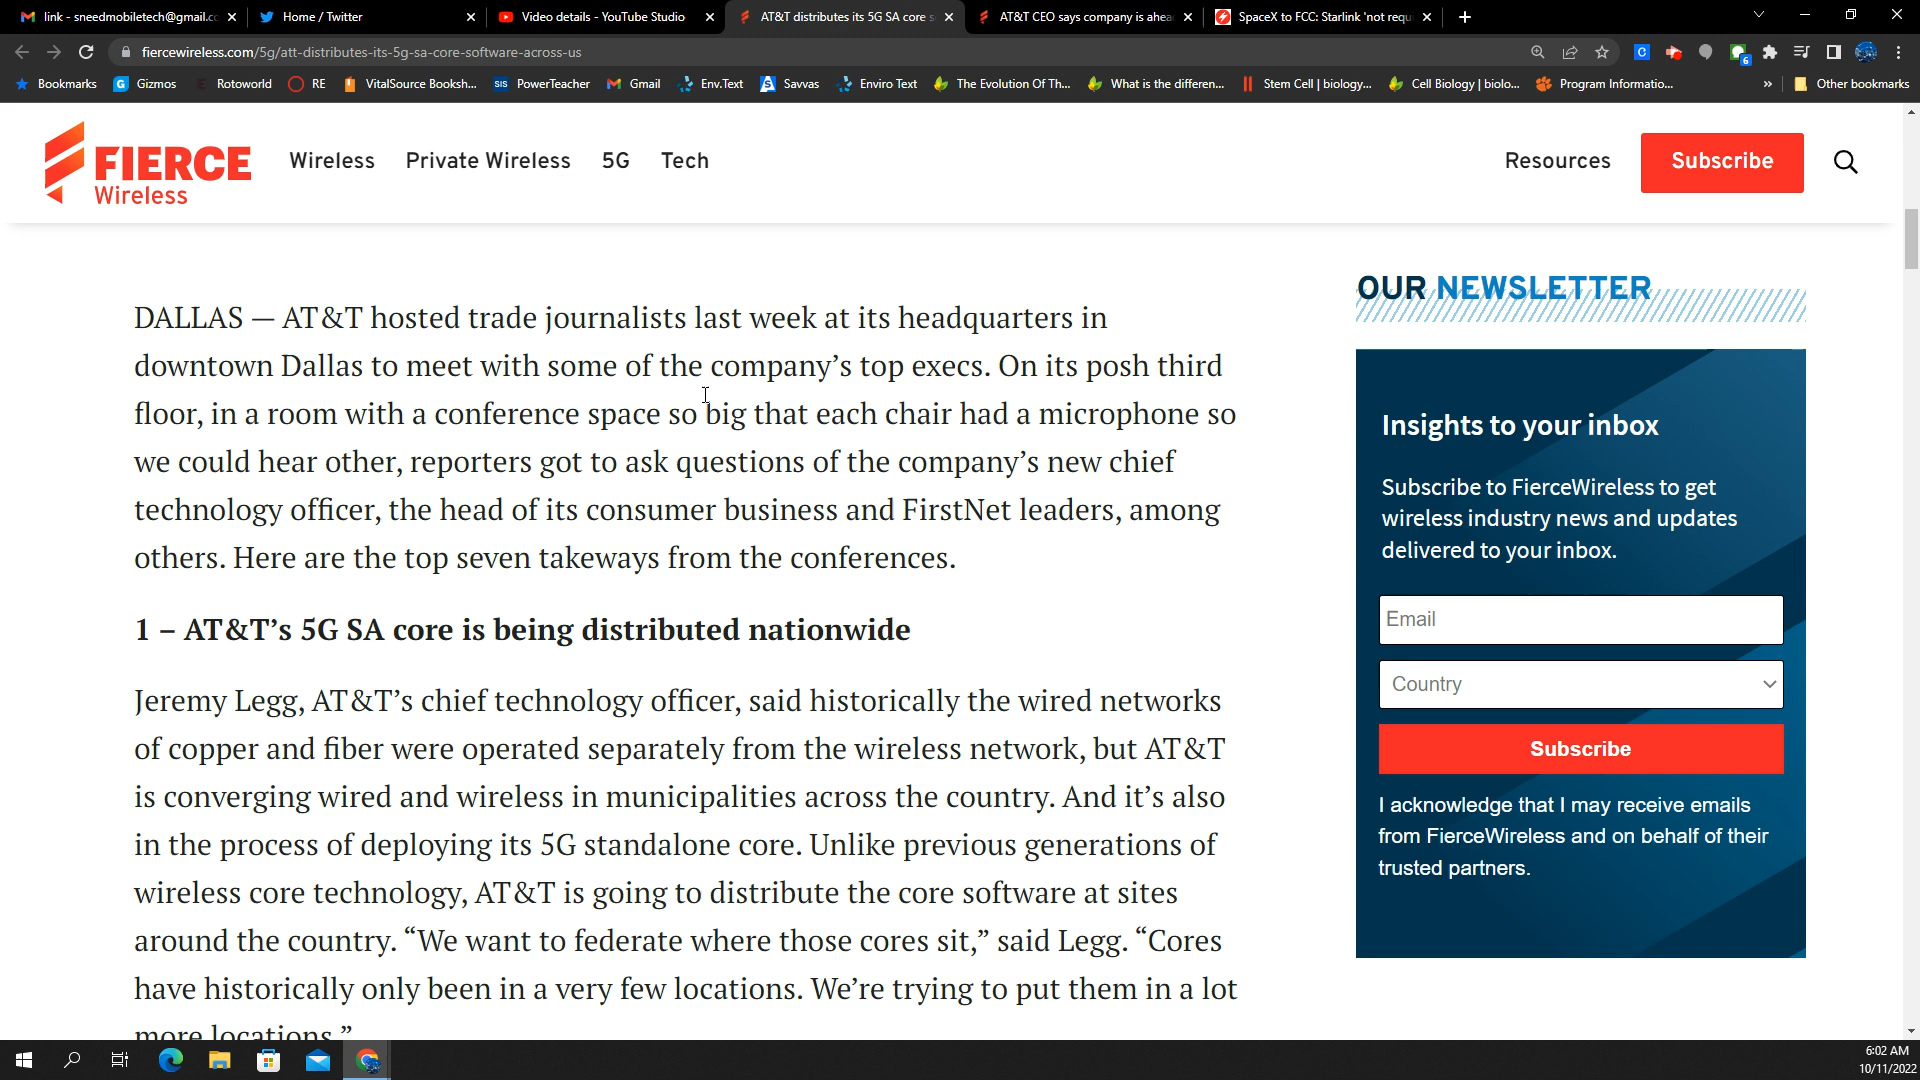 link - sneedmobiletech@gmail.cc
Home / Twitter
Video details - YouTube Studio
AT&T distributes its 5G SA core s
AT&T CEO says company is ahea
SpaceX to FCC: Starlink 'not requ
fiercewireless.com/5g/att-distributes-its-5g-sa-core-software-across-us
Bookmarks
Gizmos
Rotoworld
RE
VitalSource Booksh...
SIS PowerTeacher
Gmail
Env.Text
Savvas
Enviro Text
The Evolution Of Th...
What is the differen...
Stem Cell | biology...
Cell Biology | biolo...
Program Informatio...
»
Other bookmarks
FIERCE
Wireless
Wireless
Private Wireless
5G
Tech
Resources
Subscribe
DALLAS — AT&T hosted trade journalists last week at its headquarters in
downtown Dallas to meet with some of the company’s top execs. On its posh third
floor, in a room with a conference space so big that each chair had a microphone so
we could hear other, reporters got to ask questions of the company’s new chief
technology officer, the head of its consumer business and FirstNet leaders, among
others. Here are the top seven takeways from the conferences.
1 – AT&T’s 5G SA core is being distributed nationwide
Jeremy Legg, AT&T’s chief technology officer, said historically the wired networks
of copper and fiber were operated separately from the wireless network, but AT&T
is converging wired and wireless in municipalities across the country. And it’s also
in the process of deploying its 5G standalone core. Unlike previous generations of
wireless core technology, AT&T is going to distribute the core software at sites
around the country. “We want to federate where those cores sit,” said Legg. “Cores
have historically only been in a very few locations. We’re trying to put them in a lot
more locations.”
OUR NEWSLETTER
Insights to your inbox
Subscribe to FierceWireless to get
wireless industry news and updates
delivered to your inbox.
Email
Country
Subscribe
I acknowledge that I may receive emails
from FierceWireless and on behalf of their
trusted partners.
6:02 AM
10/11/2022